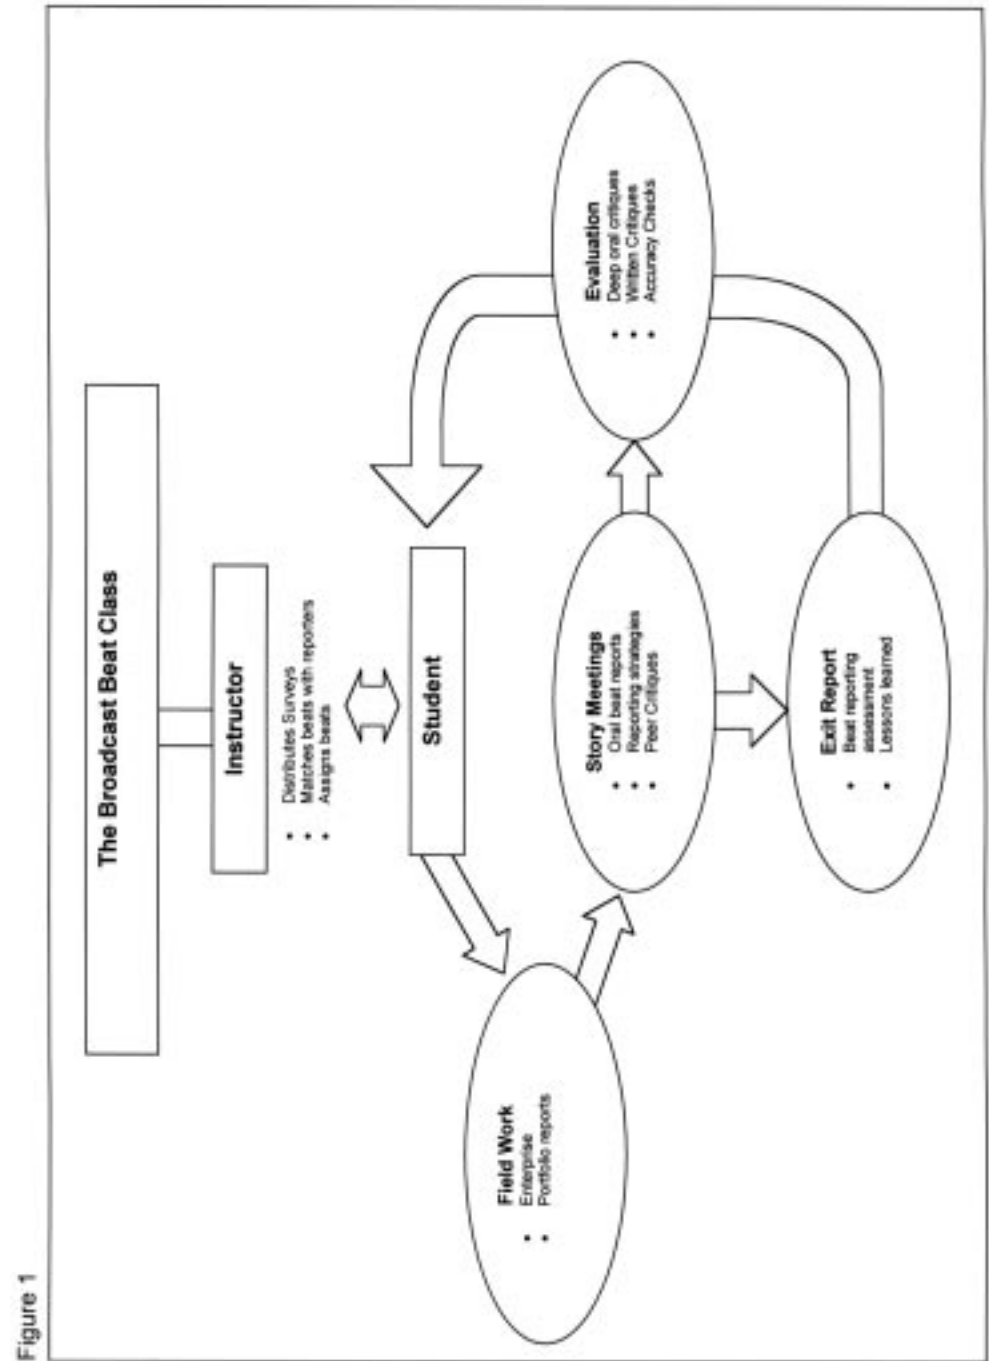 Figure 1
The Broadcast Beat Class
Instructor
• Distributes Surveys
• Matches beats with reporters
• Assigns beats
Student
Field Work
• Enterprise
• Portfolio reports
Story Meetings
• Oral beat reports
• Reporting strategies
• Peer Critiques
Evaluation
• Deep oral critiques
• Written Critiques
• Accuracy Checks
Exit Report
• Beat reporting
assessment
• Lessons learned